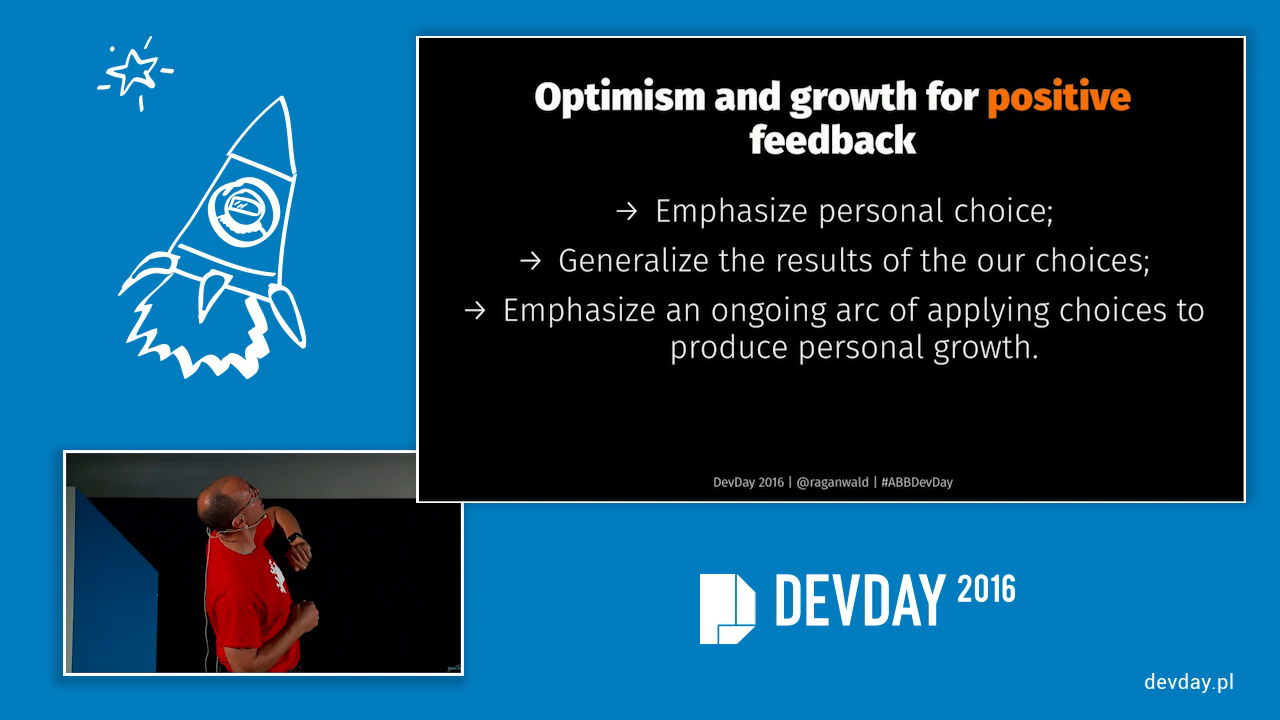 Optimism and growth for positive
feedback
→ Emphasize personal choice;
→ Generalize the results of the our choices;
→ Emphasize an ongoing arc of applying choices to
produce personal growth.
DevDay 2016 | @raganwald | #ABBDevDay
DEVDAY 2016
devday.pl